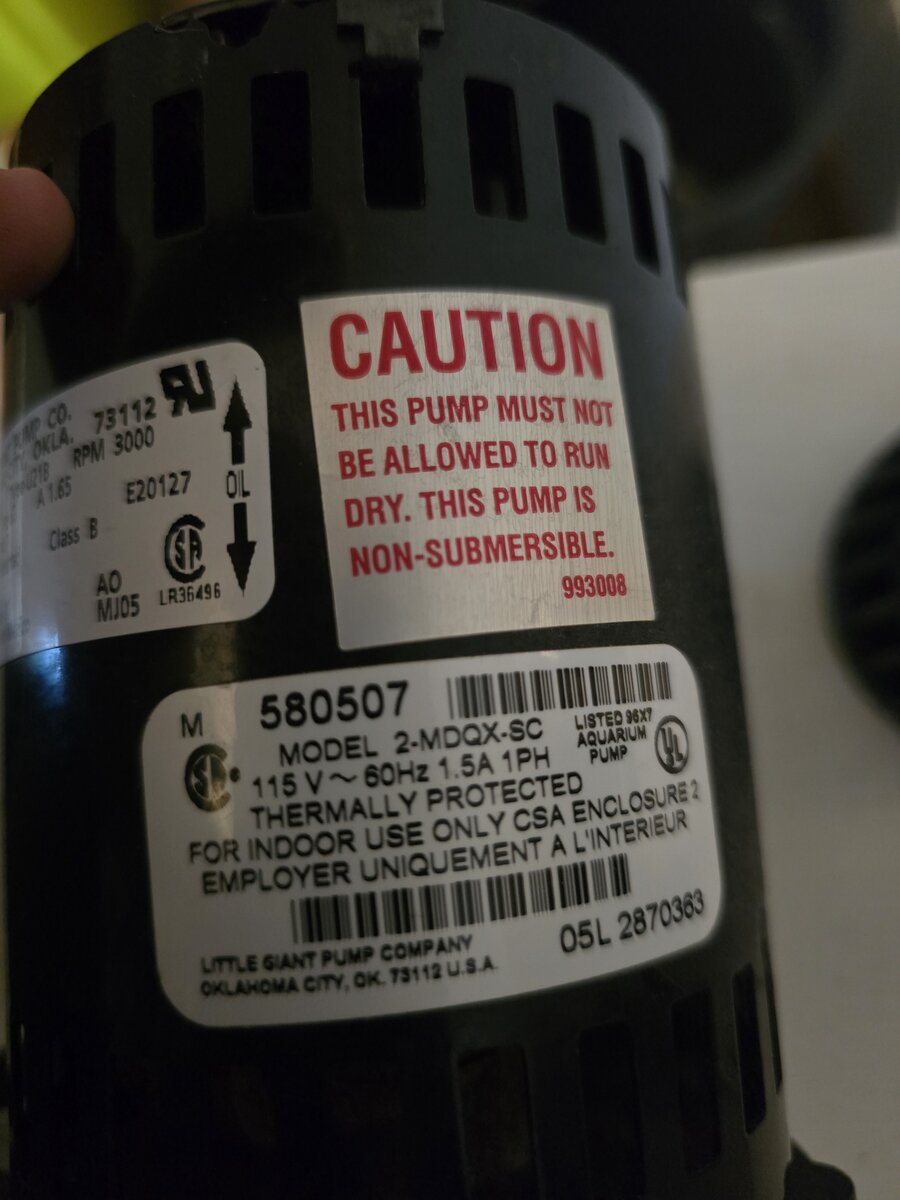 CO.
OKLA. 73112
RPM 3000
A 1.65 E20127
Class B
OIL
AO
MJ05 LR36496
CAUTION
THIS PUMP MUST NOT
BE ALLOWED TO RUN
DRY. THIS PUMP IS
NON-SUBMERSIBLE.
993008
M 580507
MODEL 2-MDQX-SC
115 V ~ 60Hz 1.5A 1PH
LISTED 96X7
AQUARIUM
PUMP
UL
THERMALLY PROTECTED
FOR INDOOR USE ONLY CSA ENCLOSURE 2
EMPLOYER UNIQUEMENT A L'INTERIEUR
LITTLE GIANT PUMP COMPANY
OKLAHOMA CITY, OK. 73112 U.S.A.
05L 2870363